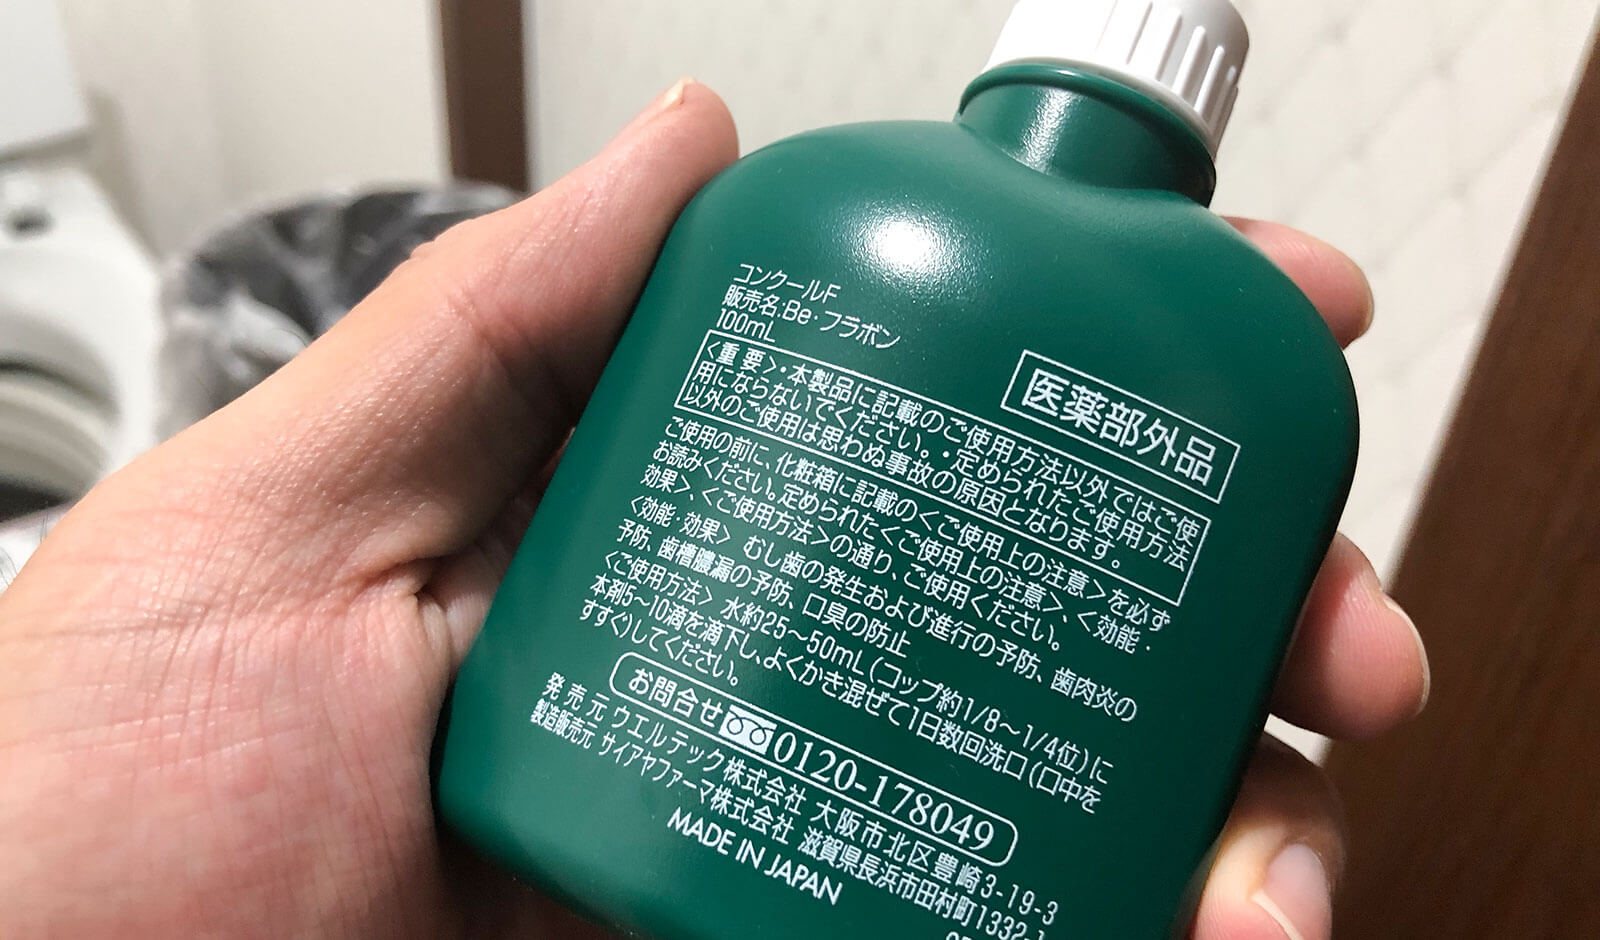 コンクールF
販売名:Be・フラボン
100mL
医薬部外品
〈重要〉・本製品に記載のご使用方法以外ではご使
用にならないでください。・定められたご使用方法
以外のご使用は思わぬ事故の原因となります。
ご使用の前に、化粧箱に記載の〈ご使用上の注意〉を必ず
お読みください。定められた〈ご使用上の注意〉、〈効能・
効果〉、〈ご使用方法〉の通り、ご使用ください。
〈効能・効果〉 むし歯の発生および進行の予防、歯肉炎の
予防、歯槽膿漏の予防、口臭の防止
〈ご使用方法〉 水約25～50mL(コップ約1/8～1/4位)に
本剤5～10滴を滴下し、よくかき混ぜて1日数回洗口(口中を
すすぐ)してください。
お問合せ 0120-178049
発売元 ウエルテック株式会社 大阪市北区豊崎3-19-3
製造販売元 サイアヤファーマ株式会社 滋賀県長浜市田村町1332-1
MADE IN JAPAN